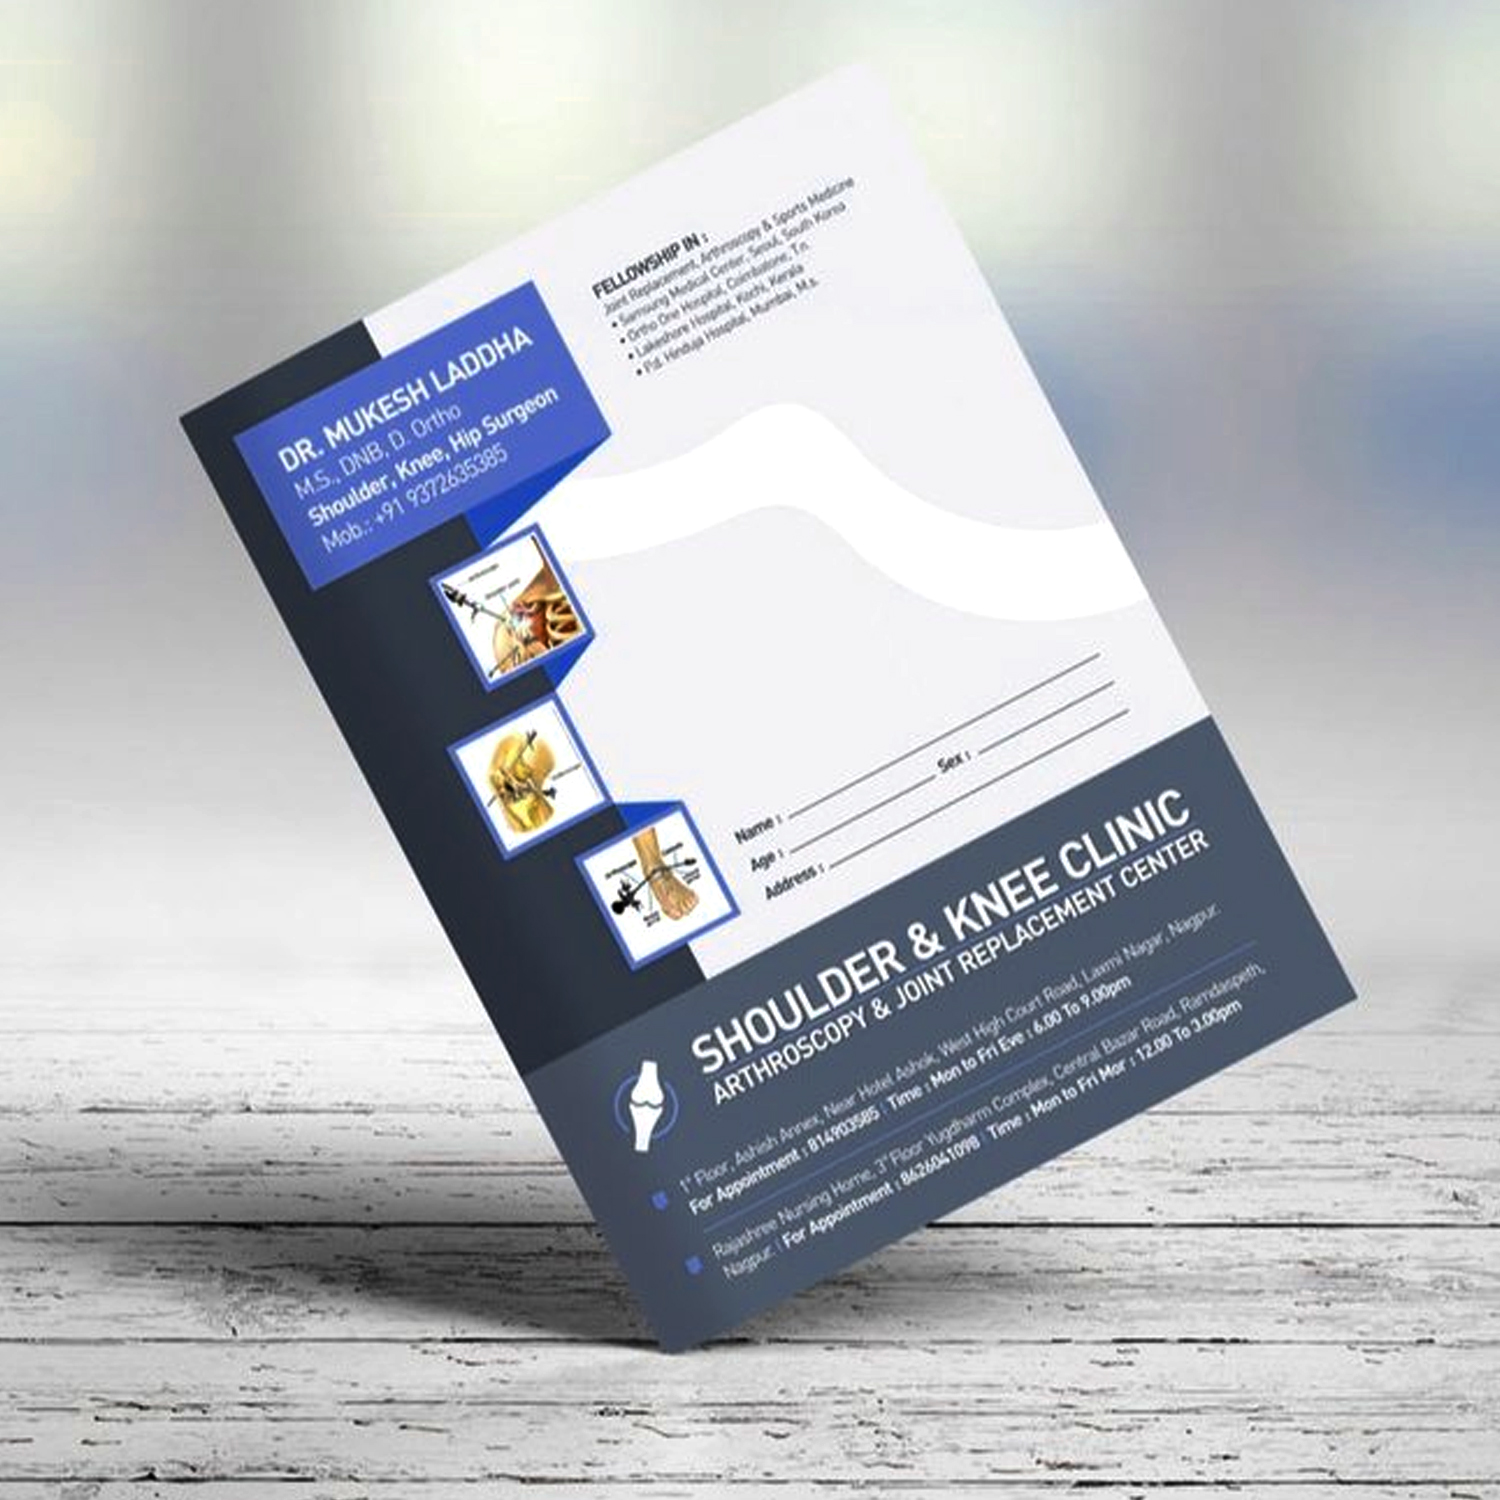 FELLOWSHIP IN :
Joint Replacement, Arthroscopy & Sports Medicine
• Samsung Medical Center, Seoul, South Korea
• Ortho One Hospital, Coimbatone, T.n.
• Lakeshore Hospital, Kochi, Kerala
• P.d. Hinduja Hospital, Mumbai, M.s.
DR. MUKESH LADDHA
M.S., DNB, D. Ortho
Shoulder, Knee, Hip Surgeon
Mob.: +91 9372635385
Name :
Age : Sex :
Address :
SHOULDER & KNEE CLINIC
ARTHROSCOPY & JOINT REPLACEMENT CENTER
1st Floor, Ashish Annex, Near Hotel Ashok, West High Court Road, Laxmi Nagar, Nagpur.
For Appointment : 814903585 | Time : Mon to Fri Eve : 6.00 To 9.00pm
Rajashree Nursing Home, 3rd Floor Yugdharm Complex, Central Bazar Road, Ramdaspeth,
Nagpur. | For Appointment : 8626041098 | Time : Mon to Fri Mor : 12.00 To 3.00pm